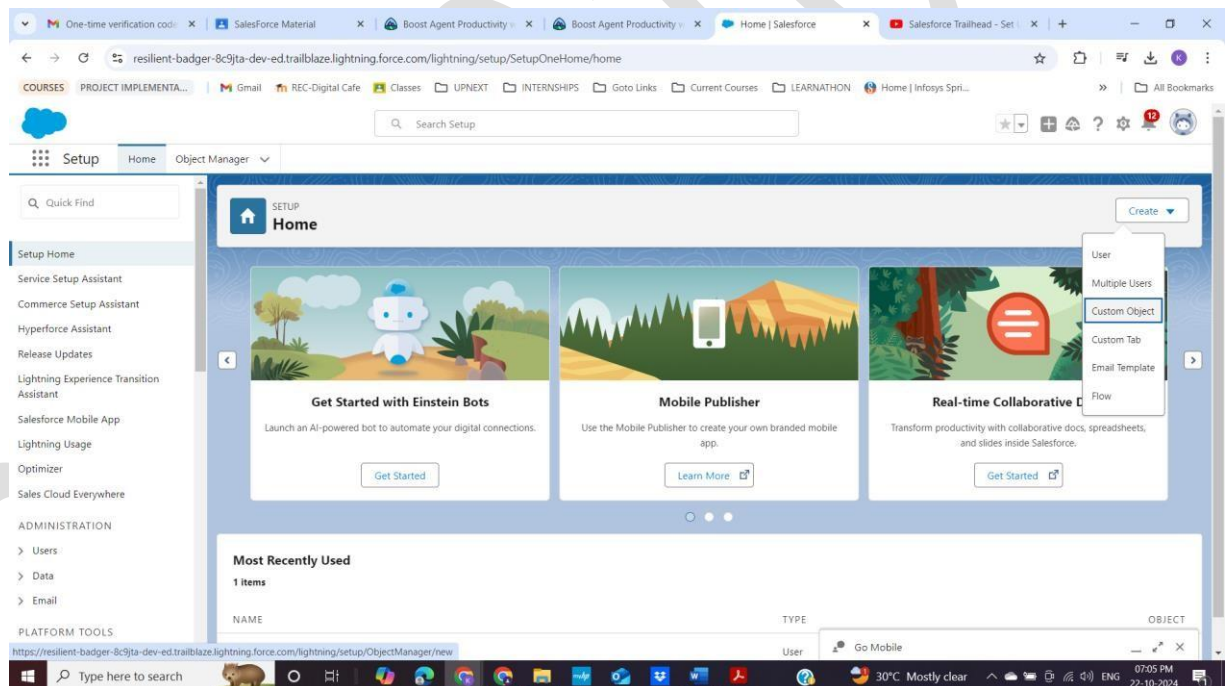 One-time verification code
SalesForce Material
Boost Agent Productivity
Boost Agent Productivity
Home | Salesforce
Salesforce Trailhead - Set
resilient-badger-8c9jta-dev-ed.trailblaze.lightning.force.com/lightning/setup/SetupOneHome/home
K
COURSES
PROJECT IMPLEMENTA...
Gmail
REC-Digital Cafe
Classes
UPNEXT
INTERNSHIPS
Goto Links
Current Courses
LEARNATHON
Home | Infosys Spri...
»
All Bookmarks
Search Setup
12
Setup
Home
Object Manager
Quick Find
Setup Home
Service Setup Assistant
Commerce Setup Assistant
Hyperforce Assistant
Release Updates
Lightning Experience Transition
Assistant
Salesforce Mobile App
Lightning Usage
Optimizer
Sales Cloud Everywhere
ADMINISTRATION
> Users
> Data
> Email
PLATFORM TOOLS
SETUP
Home
Create
User
Multiple Users
Custom Object
Custom Tab
Email Template
Flow
Get Started with Einstein Bots
Launch an AI-powered bot to automate your digital connections.
Get Started
Mobile Publisher
Use the Mobile Publisher to create your own branded mobile
app.
Learn More
Real-time Collaborative D
Transform productivity with collaborative docs, spreadsheets,
and slides inside Salesforce.
Get Started
Most Recently Used
1 items
NAME
TYPE
OBJECT
User
Go Mobile
https://resilient-badger-8c9jta-dev-ed.trailblaze.lightning.force.com/lightning/setup/ObjectManager/new
Type here to search
30°C Mostly clear
ENG
07:05 PM
22-10-2024